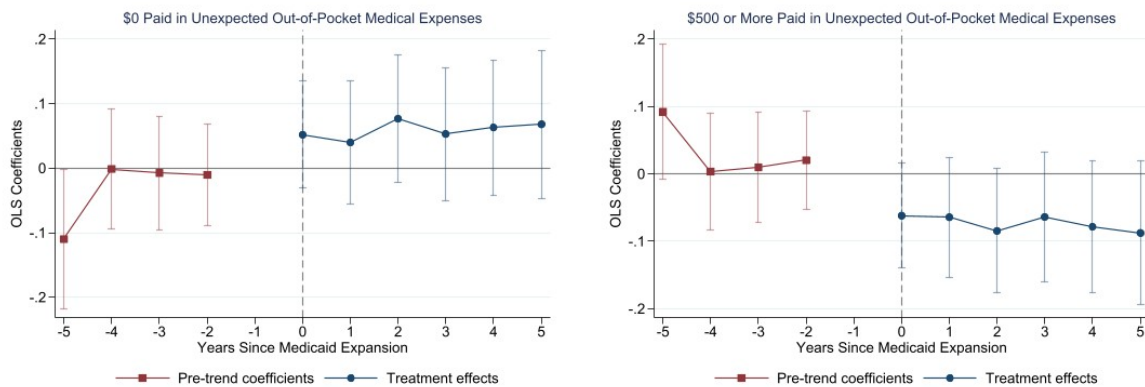 $0 Paid in Unexpected Out-of-Pocket Medical Expenses
.2
.1
0
-.1
-.2
OLS Coefficients
-5 -4 -3 -2 -1 0 1 2 3 4 5
Years Since Medicaid Expansion
Pre-trend coefficients Treatment effects
$500 or More Paid in Unexpected Out-of-Pocket Medical Expenses
.2
.1
0
-.1
-.2
OLS Coefficients
-5 -4 -3 -2 -1 0 1 2 3 4 5
Years Since Medicaid Expansion
Pre-trend coefficients Treatment effects